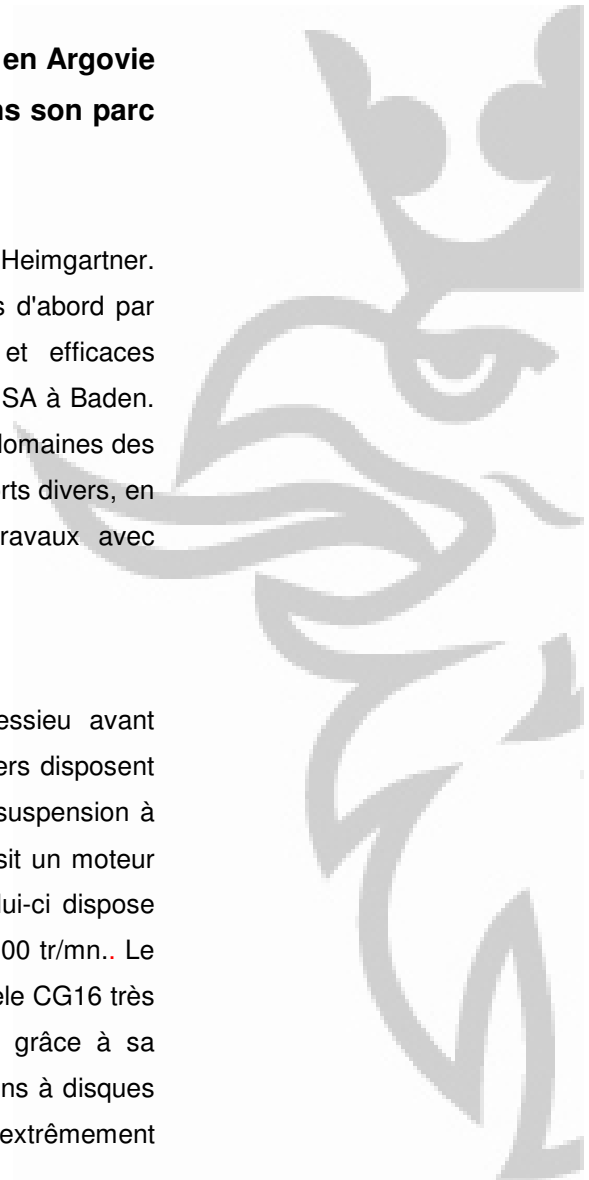 en Argovie
ns son parc
Heimgartner.
s d'abord par
et efficaces
SA à Baden.
domaines des
rts divers, en
ravaux avec
essieu avant
ers disposent
suspension à
sit un moteur
lui-ci dispose
00 tr/mn.. Le
èle CG16 très
grâce à sa
ns à disques
extrêmement